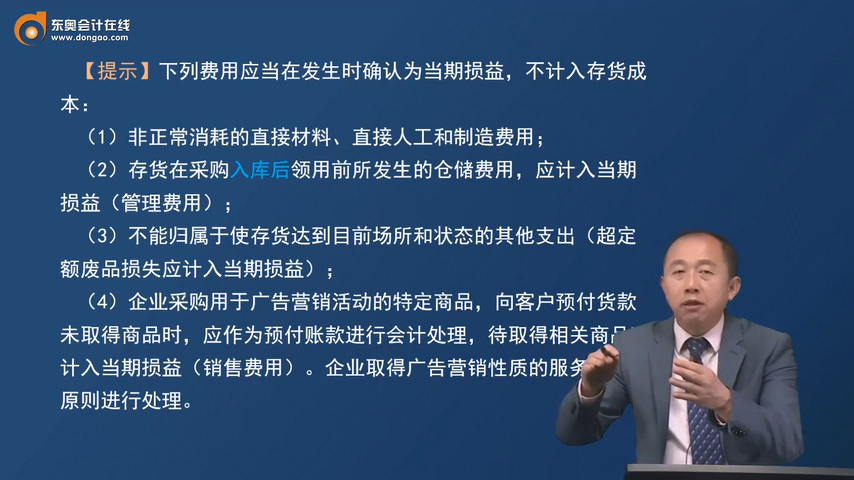 东奥会计在线
www.dongao.com
【提示】下列费用应当在发生时确认为当期损益，不计入存货成
本：
（1）非正常消耗的直接材料、直接人工和制造费用；
（2）存货在采购入库后领用前所发生的仓储费用，应计入当期
损益（管理费用）；
（3）不能归属于使存货达到目前场所和状态的其他支出（超定
额废品损失应计入当期损益）；
（4）企业采购用于广告营销活动的特定商品，向客户预付货款
未取得商品时，应作为预付账款进行会计处理，待取得相关商品
计入当期损益（销售费用）。企业取得广告营销性质的服务
原则进行处理。